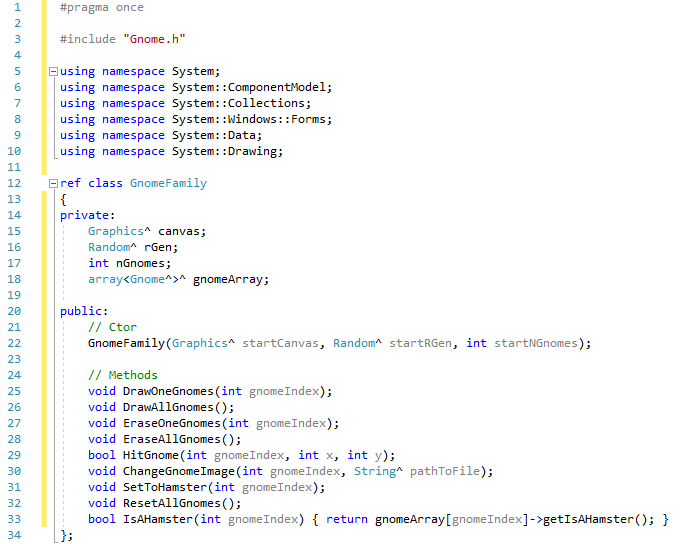 1 #pragma once
2
3 #include "Gnome.h"
4
5 using namespace System;
6 using namespace System::ComponentModel;
7 using namespace System::Collections;
8 using namespace System::Windows::Forms;
9 using namespace System::Data;
10 using namespace System::Drawing;
11
12 ref class GnomeFamily
13 {
14 private:
15     Graphics^ canvas;
16     Random^ rGen;
17     int nGnomes;
18     array<Gnome^>^ gnomeArray;
19
20 public:
21     // Ctor
22     GnomeFamily(Graphics^ startCanvas, Random^ startRGen, int startNGnomes);
23
24     // Methods
25     void DrawOneGnomes(int gnomeIndex);
26     void DrawAllGnomes();
27     void EraseOneGnomes(int gnomeIndex);
28     void EraseAllGnomes();
29     bool HitGnome(int gnomeIndex, int x, int y);
30     void ChangeGnomeImage(int gnomeIndex, String^ pathToFile);
31     void SetToHamster(int gnomeIndex);
32     void ResetAllGnomes();
33     bool IsAHamster(int gnomeIndex) { return gnomeArray[gnomeIndex]->getIsAHamster(); }
34 };